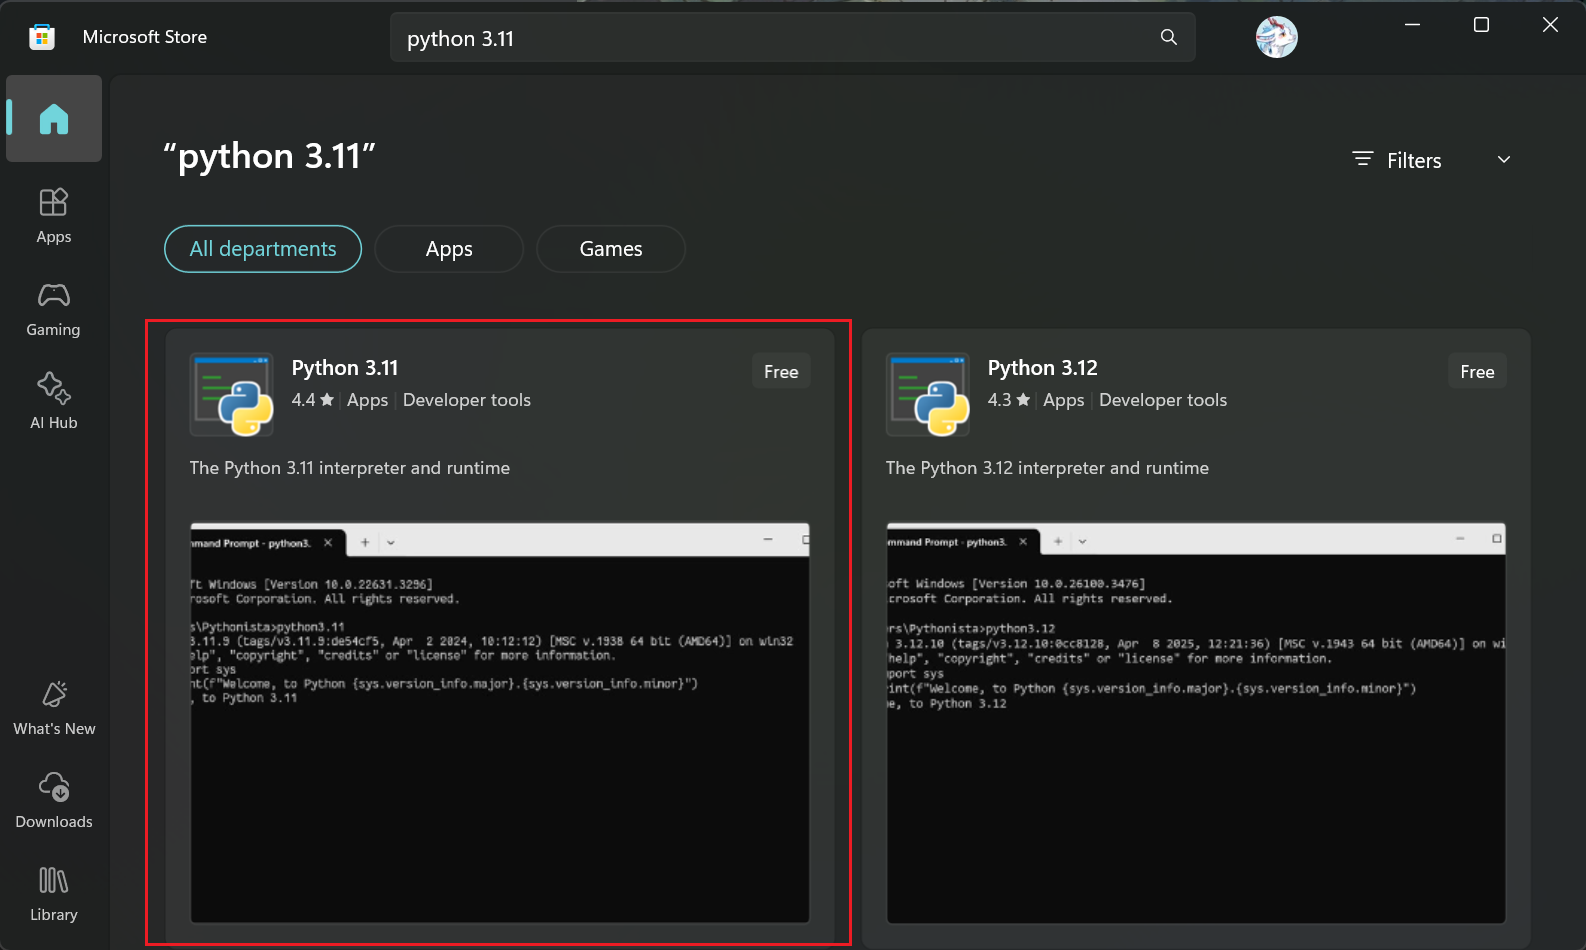 Microsoft Store
python 3.11
“python 3.11”
Filters
All departments
Apps
Games
Apps
Gaming
AI Hub
What's New
Downloads
Library
Python 3.11
Free
4.4 ★ Apps Developer tools
The Python 3.11 interpreter and runtime
mmand Prompt - python3.
ft Windows [Version 10.0.22631.3296]
rosoft Corporation. All rights reserved.
s\Pythonista>python3.11
3.11.9 (tags/v3.11.9:de54cf5, Apr  2 2024, 10:12:12) [MSC v.1938 64 bit (AMD64)] on win32
elp", "copyright", "credits" or "license" for more information.
ort sys
nt(f"Welcome, to Python {sys.version_info.major}.{sys.version_info.minor}")
, to Python 3.11
Python 3.12
Free
4.3 ★ Apps Developer tools
The Python 3.12 interpreter and runtime
ommand Prompt - python3.
oft Windows [Version 10.0.26100.3476]
crosoft Corporation. All rights reserved.
rs\Pythonista>python3.12
3.12.10 (tags/v3.12.10:0cc8128, Apr  8 2025, 12:21:36) [MSC v.1943 64 bit (AMD64)] on wi
help", "copyright", "credits" or "license" for more information.
port sys
int(f"Welcome, to Python {sys.version_info.major}.{sys.version_info.minor}")
e, to Python 3.12